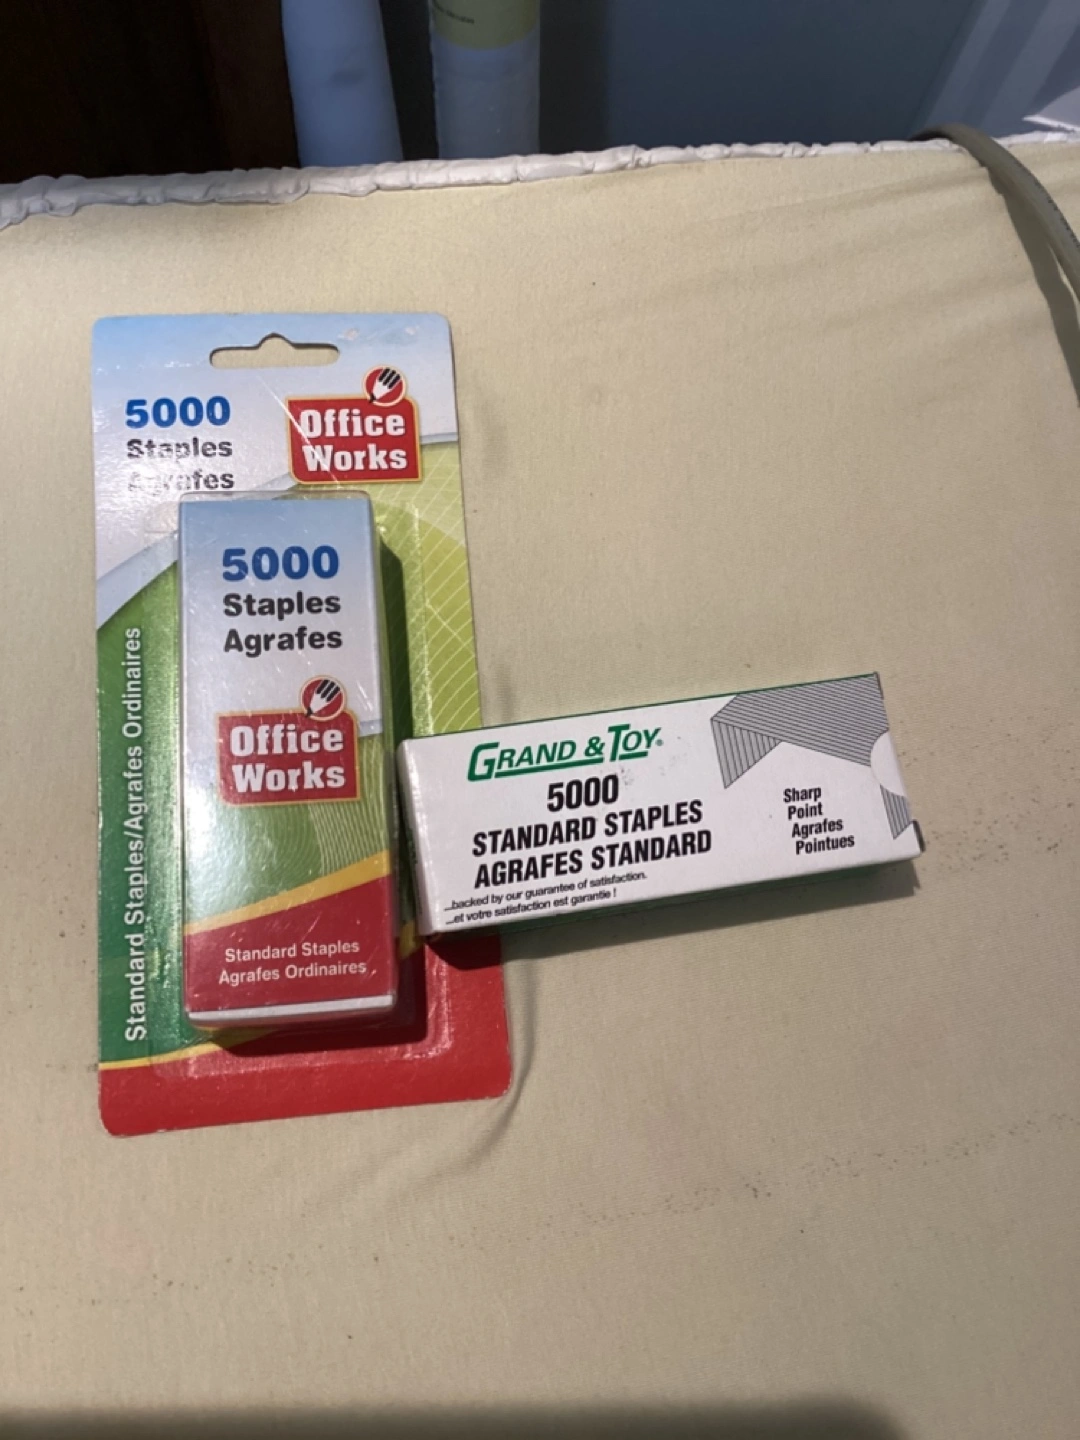 5000
Staples
Agrafes
Office
Works
5000
Staples
Agrafes
Office
Works
Standard Staples
Agrafes Ordinaires
Standard Staples/Agrafes Ordinaires
GRAND & TOY®
5000
STANDARD STAPLES
AGRAFES STANDARD
...backed by our guarantee of satisfaction.
...et votre satisfaction est garantie !
Sharp
Point
Agrafes
Pointues